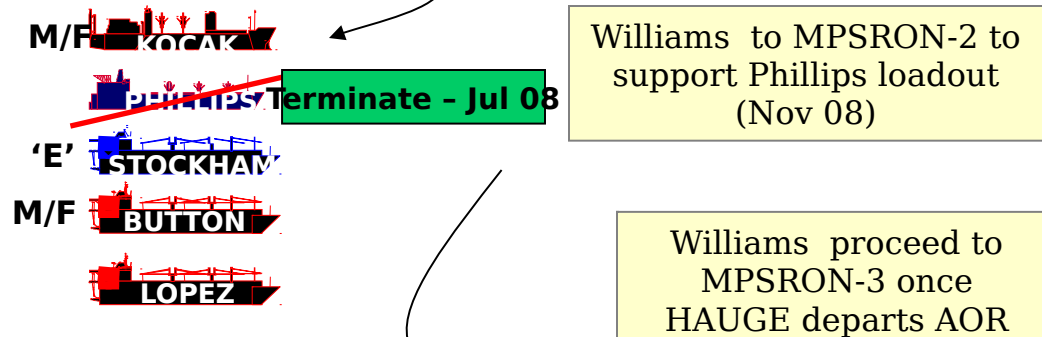 M/F KOCAK
PHILLIPS Terminate – Jul 08
‘E’ STOCKHAM
M/F BUTTON
LOPEZ
Williams to MPSRON-2 to
support Phillips loadout
(Nov 08)
Williams proceed to
MPSRON-3 once
HAUGE departs AOR